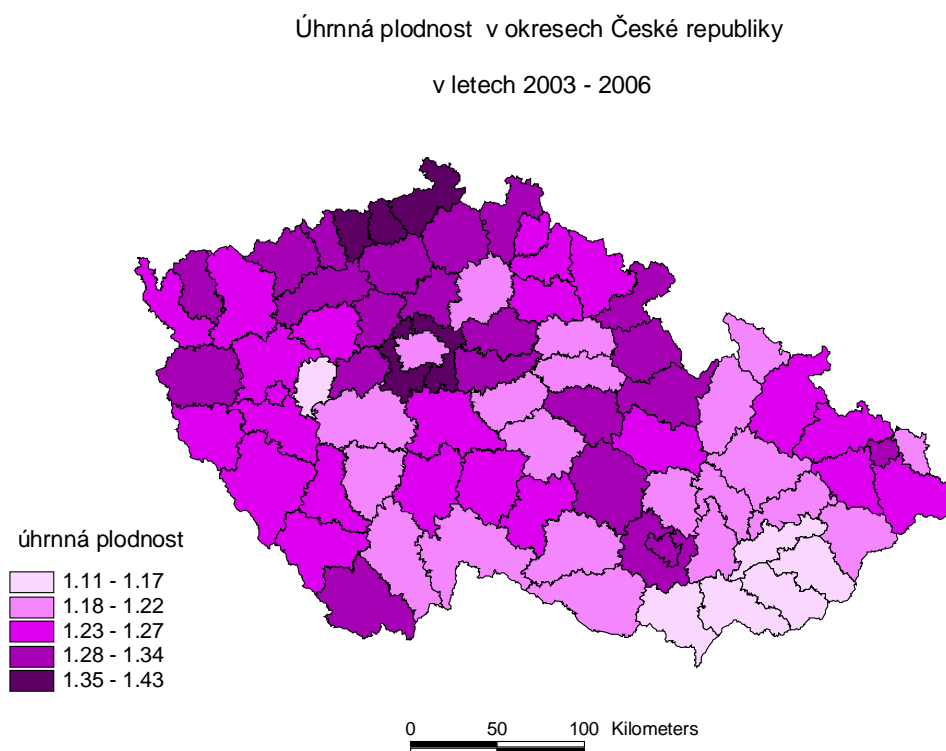 Úhrnná plodnost v okresech České republiky
v letech 2003 - 2006
úhrnná plodnost
1.11 - 1.17
1.18 - 1.22
1.23 - 1.27
1.28 - 1.34
1.35 - 1.43
0 50 100 Kilometers